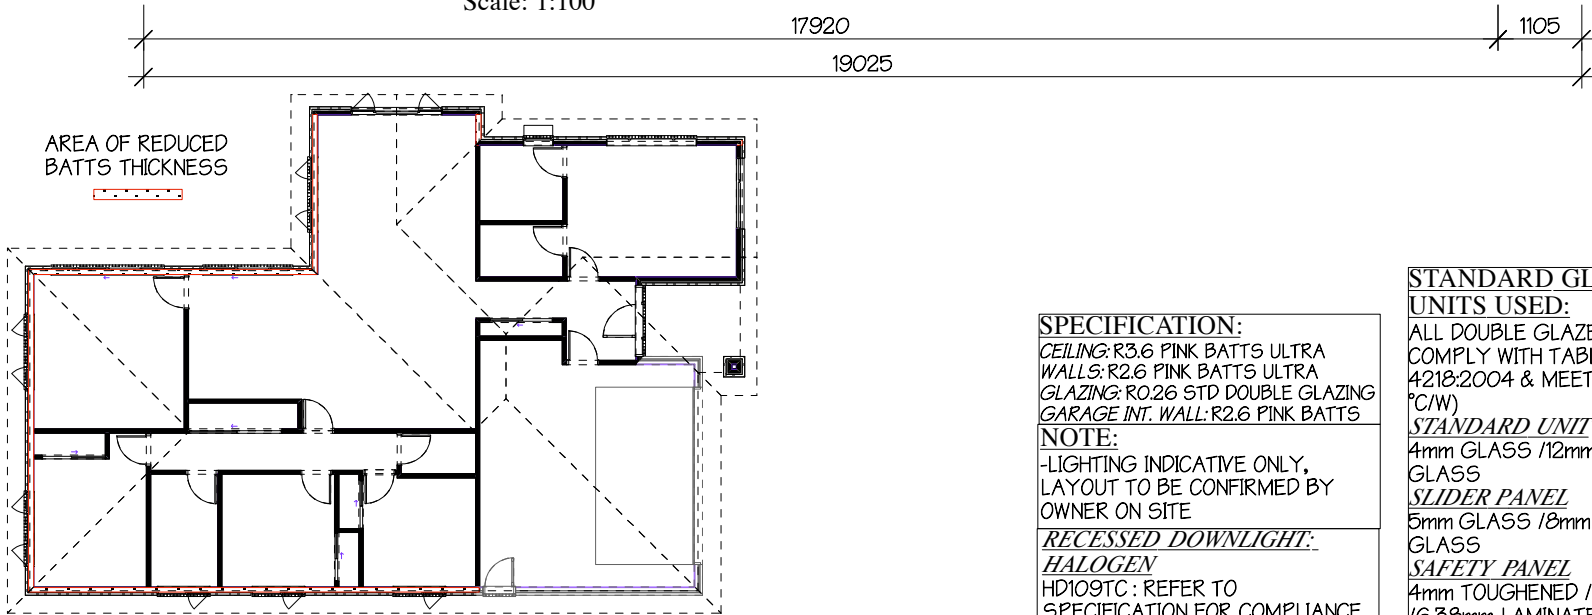 Scale: 1:100
17920
1105
19025
AREA OF REDUCED
BATTS THICKNESS
SPECIFICATION:
CEILING: R3.6 PINK BATTS ULTRA
WALLS: R2.6 PINK BATTS ULTRA
GLAZING: R0.26 STD DOUBLE GLAZING
GARAGE INT. WALL: R2.6 PINK BATTS
NOTE:
-LIGHTING INDICATIVE ONLY,
LAYOUT TO BE CONFIRMED BY
OWNER ON SITE
RECESSED DOWNLIGHT:
HALOGEN
HD109TC : REFER TO
SPECIFICATION FOR COMPLIANCE
STANDARD GL
UNITS USED:
ALL DOUBLE GLAZE
COMPLY WITH TABL
4218:2004 & MEET
°C/W)
STANDARD UNIT
4mm GLASS /12mm
GLASS
SLIDER PANEL
5mm GLASS /8mm
GLASS
SAFETY PANEL
4mm TOUGHENED /
/6.38mm LAMINATE